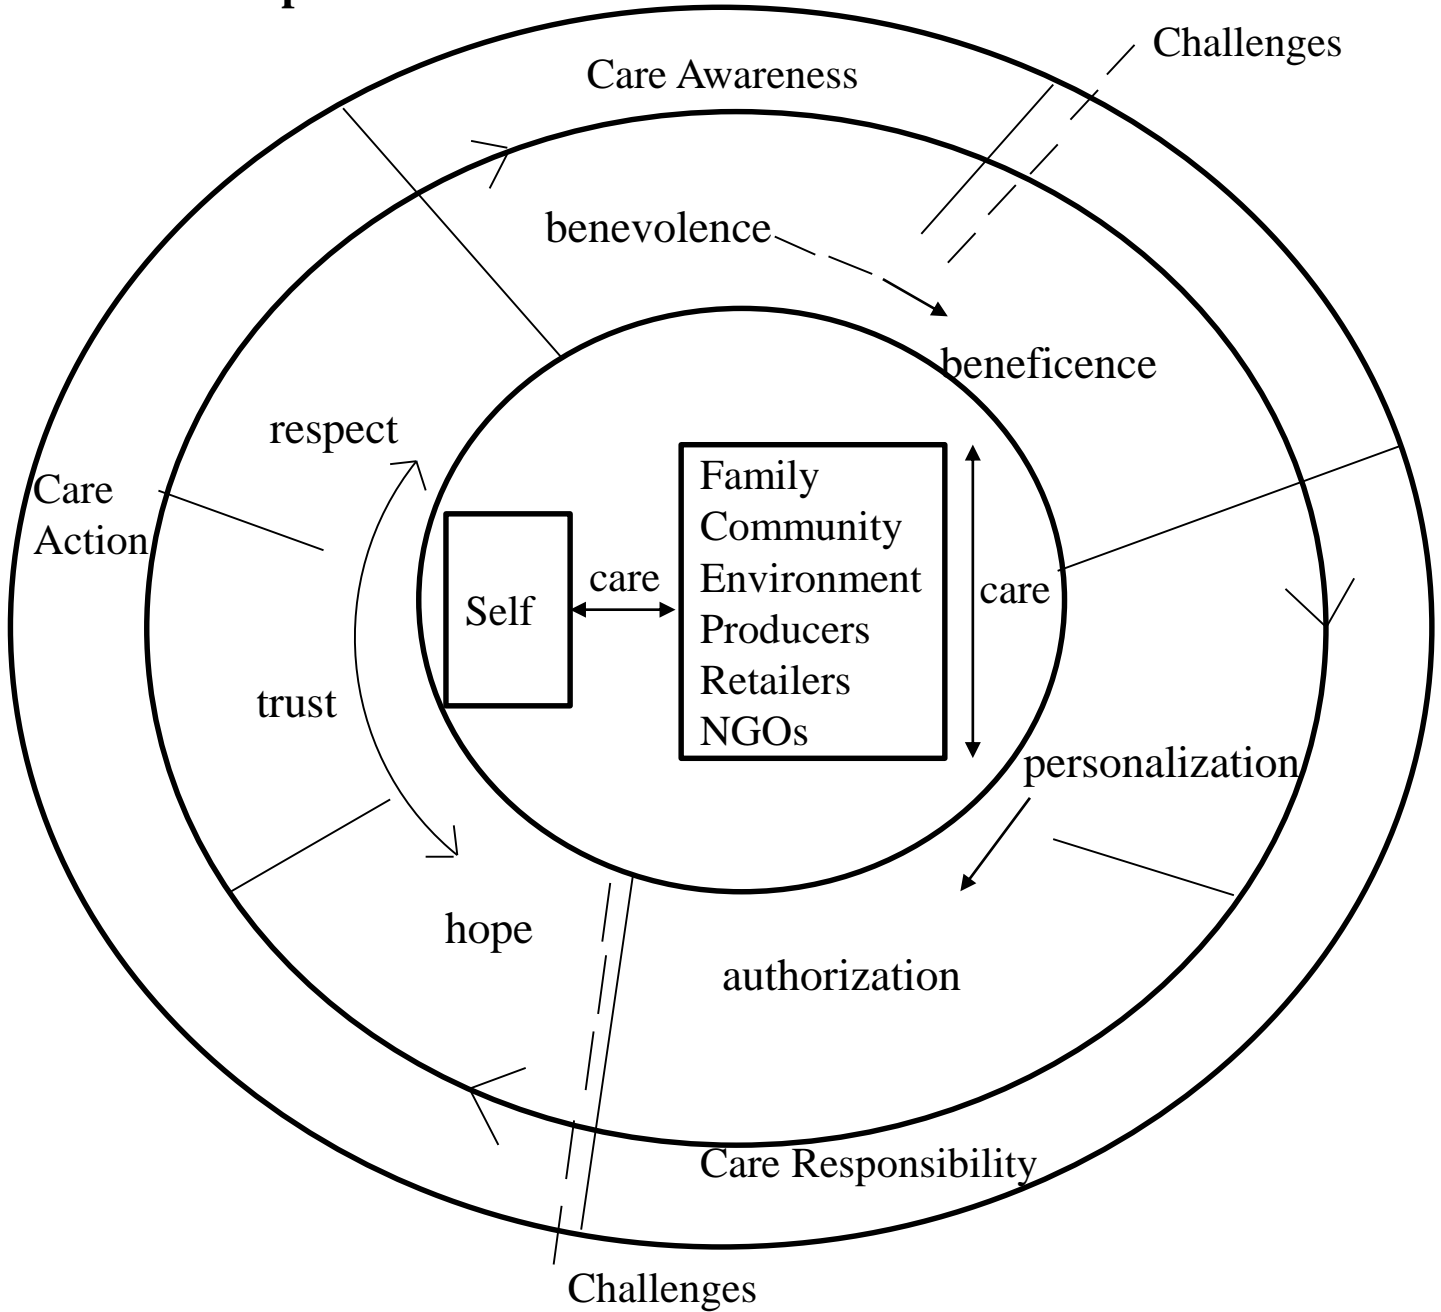 Challenges
Care Awareness
benevolence
beneficence
respect
Care
Action
Family
Community
Environment
Producers
Retailers
NGOs
care
care
Self
trust
personalization
hope
authorization
Care Responsibility
Challenges